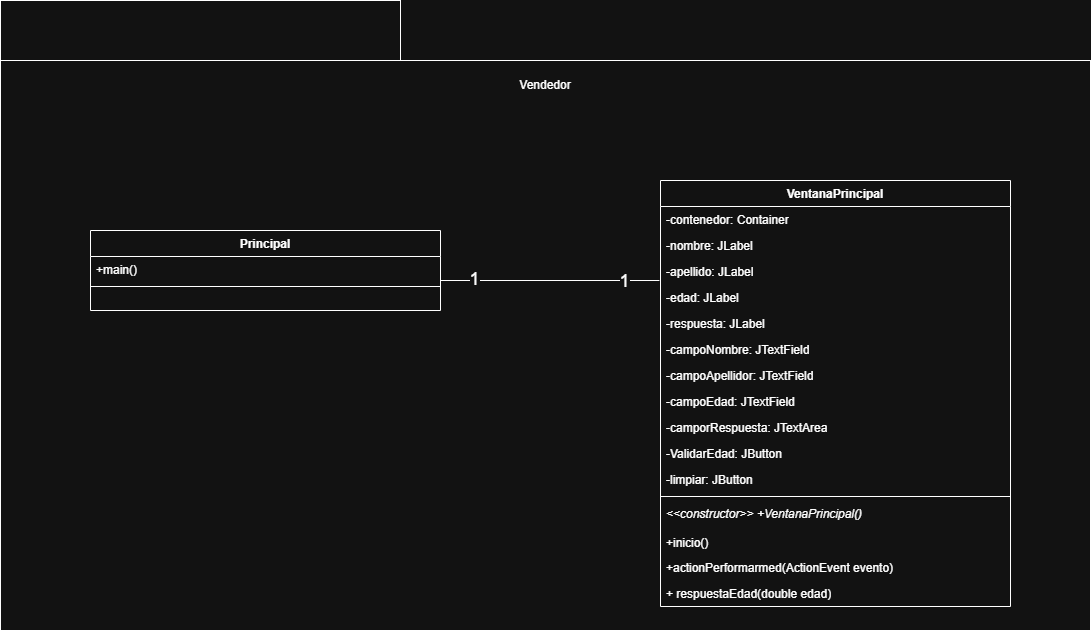 Vendedor
Principal
+main()
1
1
VentanaPrincipal
-contenedor: Container
-nombre: JLabel
-apellido: JLabel
-edad: JLabel
-respuesta: JLabel
-campoNombre: JTextField
-campoApellidor: JTextField
-campoEdad: JTextField
-camporRespuesta: JTextArea
-ValidarEdad: JButton
-limpiar: JButton
<<constructor>> +VentanaPrincipal()
+inicio()
+actionPerformarmed(ActionEvent evento)
+ respuestaEdad(double edad)